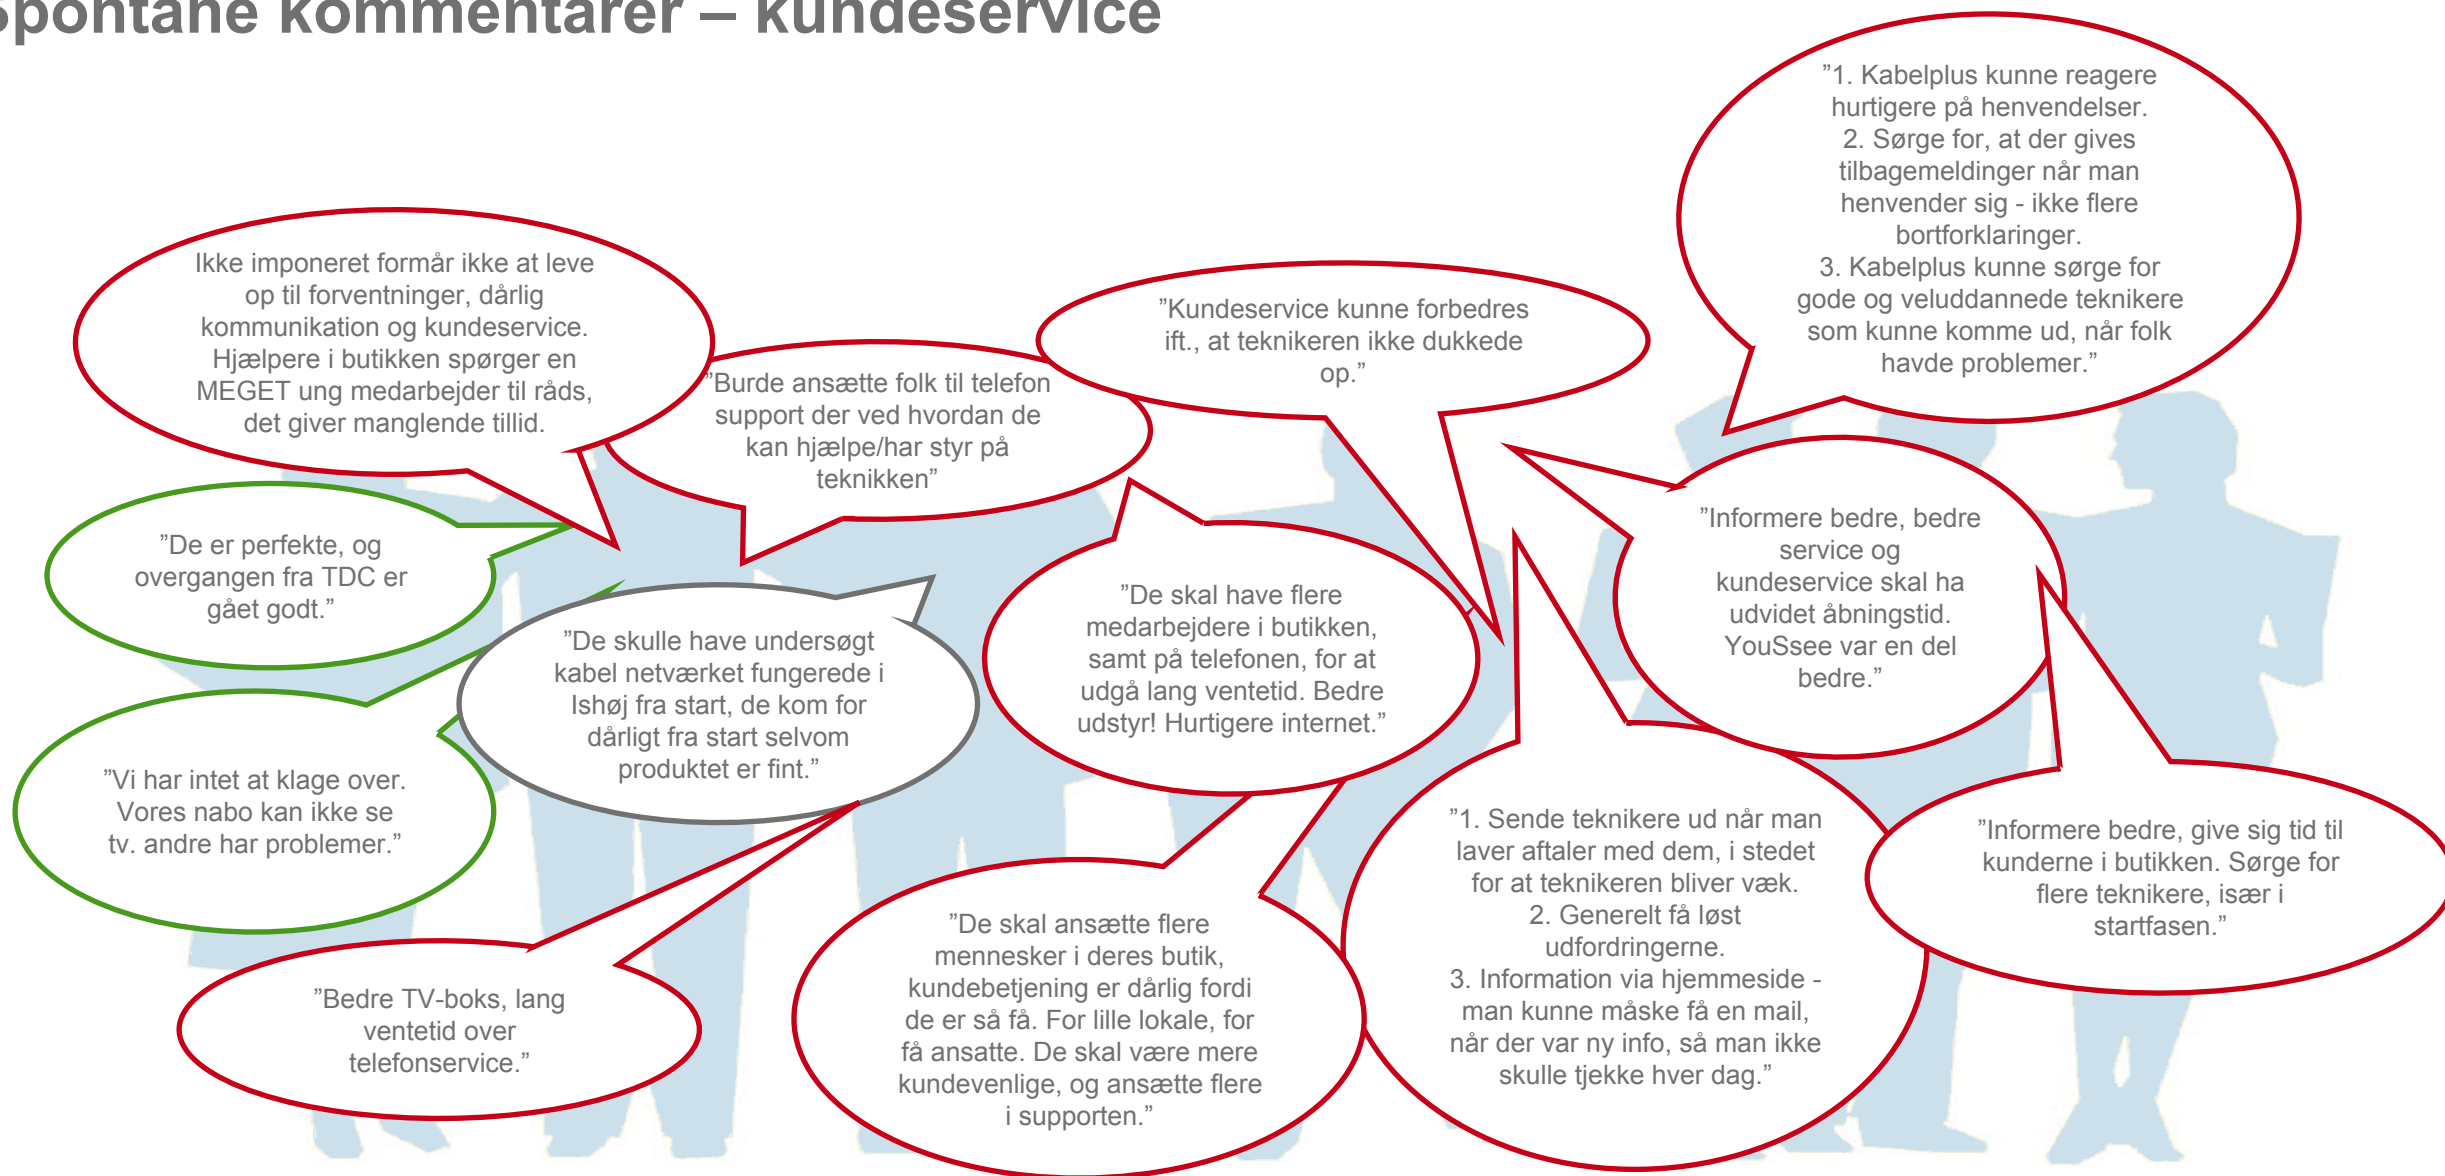 Spontane kommentarer – kundeservice
”1. Kabelplus kunne reagere
hurtigere på henvendelser.
2. Sørge for, at der gives
tilbagemeldinger når man
henvender sig - ikke flere
bortforklaringer.
3. Kabelplus kunne sørge for
gode og veluddannede teknikere
som kunne komme ud, når folk
havde problemer.”
Ikke imponeret formår ikke at leve
op til forventninger, dårlig
kommunikation og kundeservice.
Hjælpere i butikken spørger en
MEGET ung medarbejder til råds,
det giver manglende tillid.
”Burde ansætte folk til telefon
support der ved hvordan de
kan hjælpe/har styr på
teknikken”
”Kundeservice kunne forbedres
ift., at teknikeren ikke dukkede
op.”
”De er perfekte, og
overgangen fra TDC er
gået godt.”
”De skulle have undersøgt
kabel netværket fungerede i
Ishøj fra start, de kom for
dårligt fra start selvom
produktet er fint.”
”De skal have flere
medarbejdere i butikken,
samt på telefonen, for at
udgå lang ventetid. Bedre
udstyr! Hurtigere internet.”
”Informere bedre, bedre
service og
kundeservice skal ha
udvidet åbningstid.
YouSsee var en del
bedre.”
”Vi har intet at klage over.
Vores nabo kan ikke se
tv. andre har problemer.”
”1. Sende teknikere ud når man
laver aftaler med dem, i stedet
for at teknikeren bliver væk.
2. Generelt få løst
udfordringerne.
3. Information via hjemmeside -
man kunne måske få en mail,
når der var ny info, så man ikke
skulle tjekke hver dag.”
”Informere bedre, give sig tid til
kunderne i butikken. Sørge for
flere teknikere, især i
startfasen.”
”Bedre TV-boks, lang
ventetid over
telefonservice.”
”De skal ansætte flere
mennesker i deres butik,
kundebetjening er dårlig fordi
de er så få. For lille lokale, for
få ansatte. De skal være mere
kundevenlige, og ansætte flere
i supporten.”